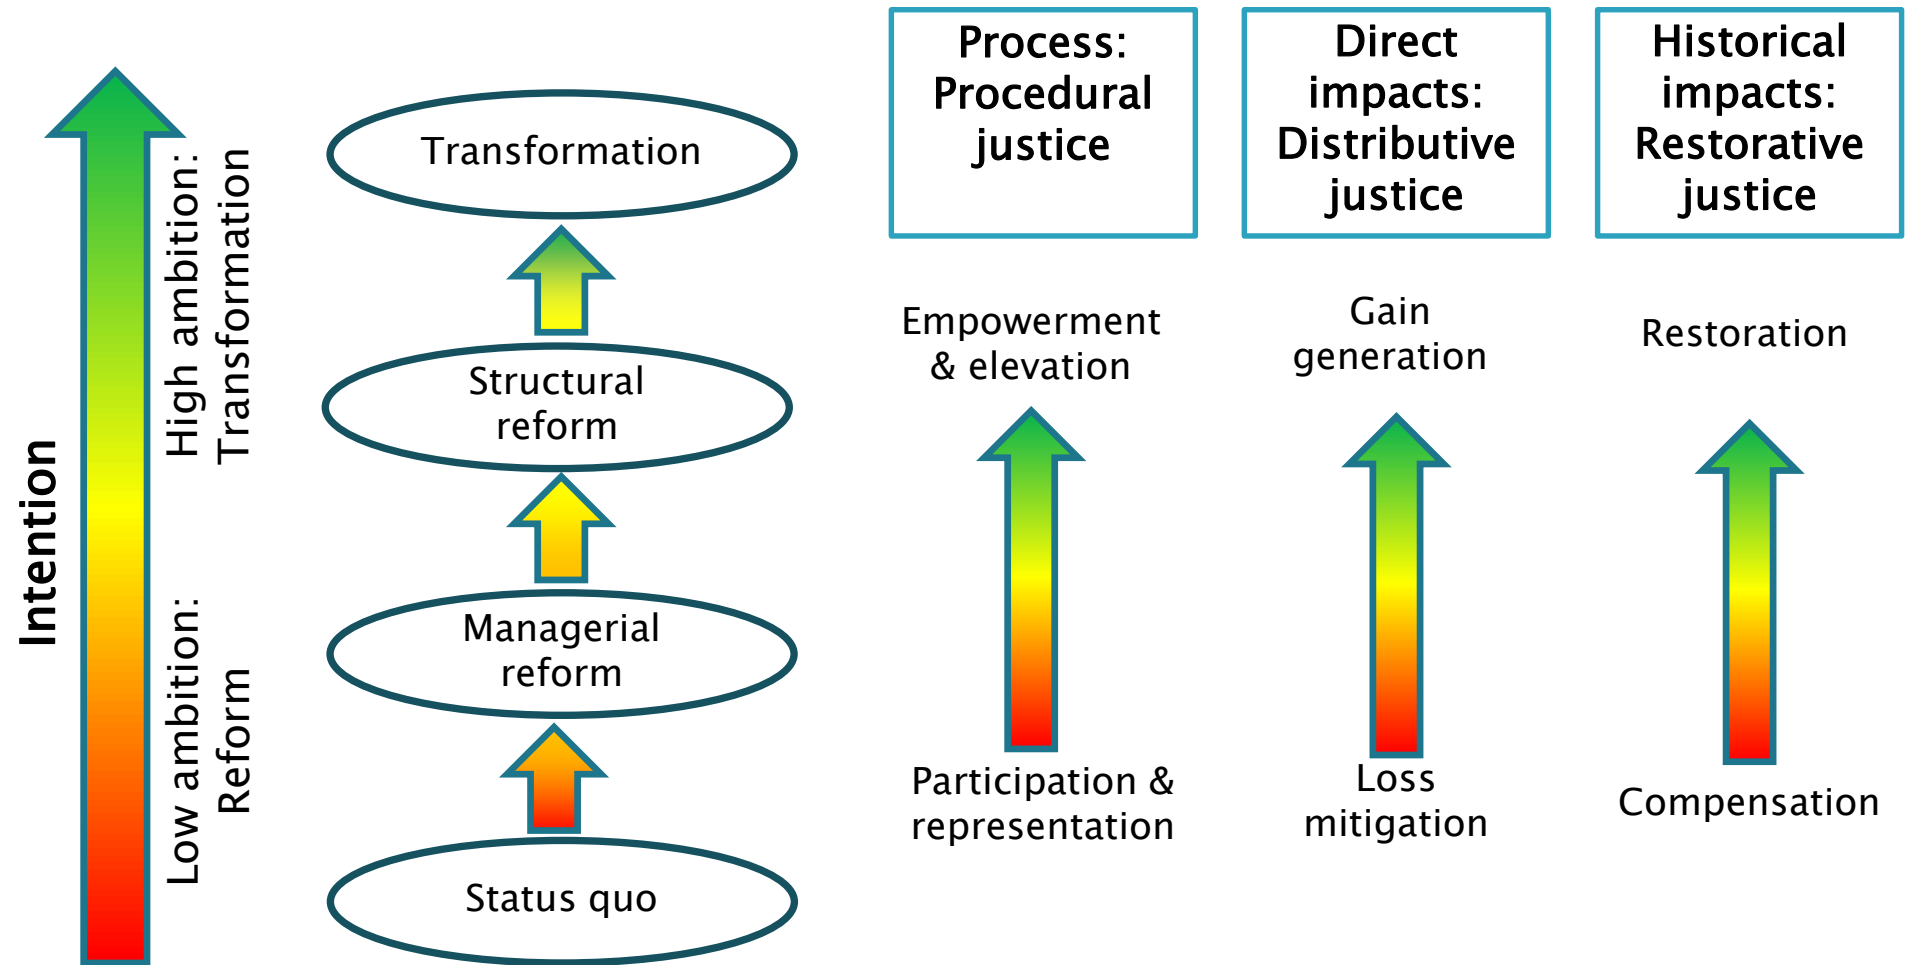 Intention
High ambition:
Transformation
Low ambition:
Reform
Transformation
Structural
reform
Managerial
reform
Status quo
Process:
Procedural
justice
Empowerment
& elevation
Participation &
representation
Direct
impacts:
Distributive
justice
Gain
generation
Loss
mitigation
Historical
impacts:
Restorative
justice
Restoration
Compensation